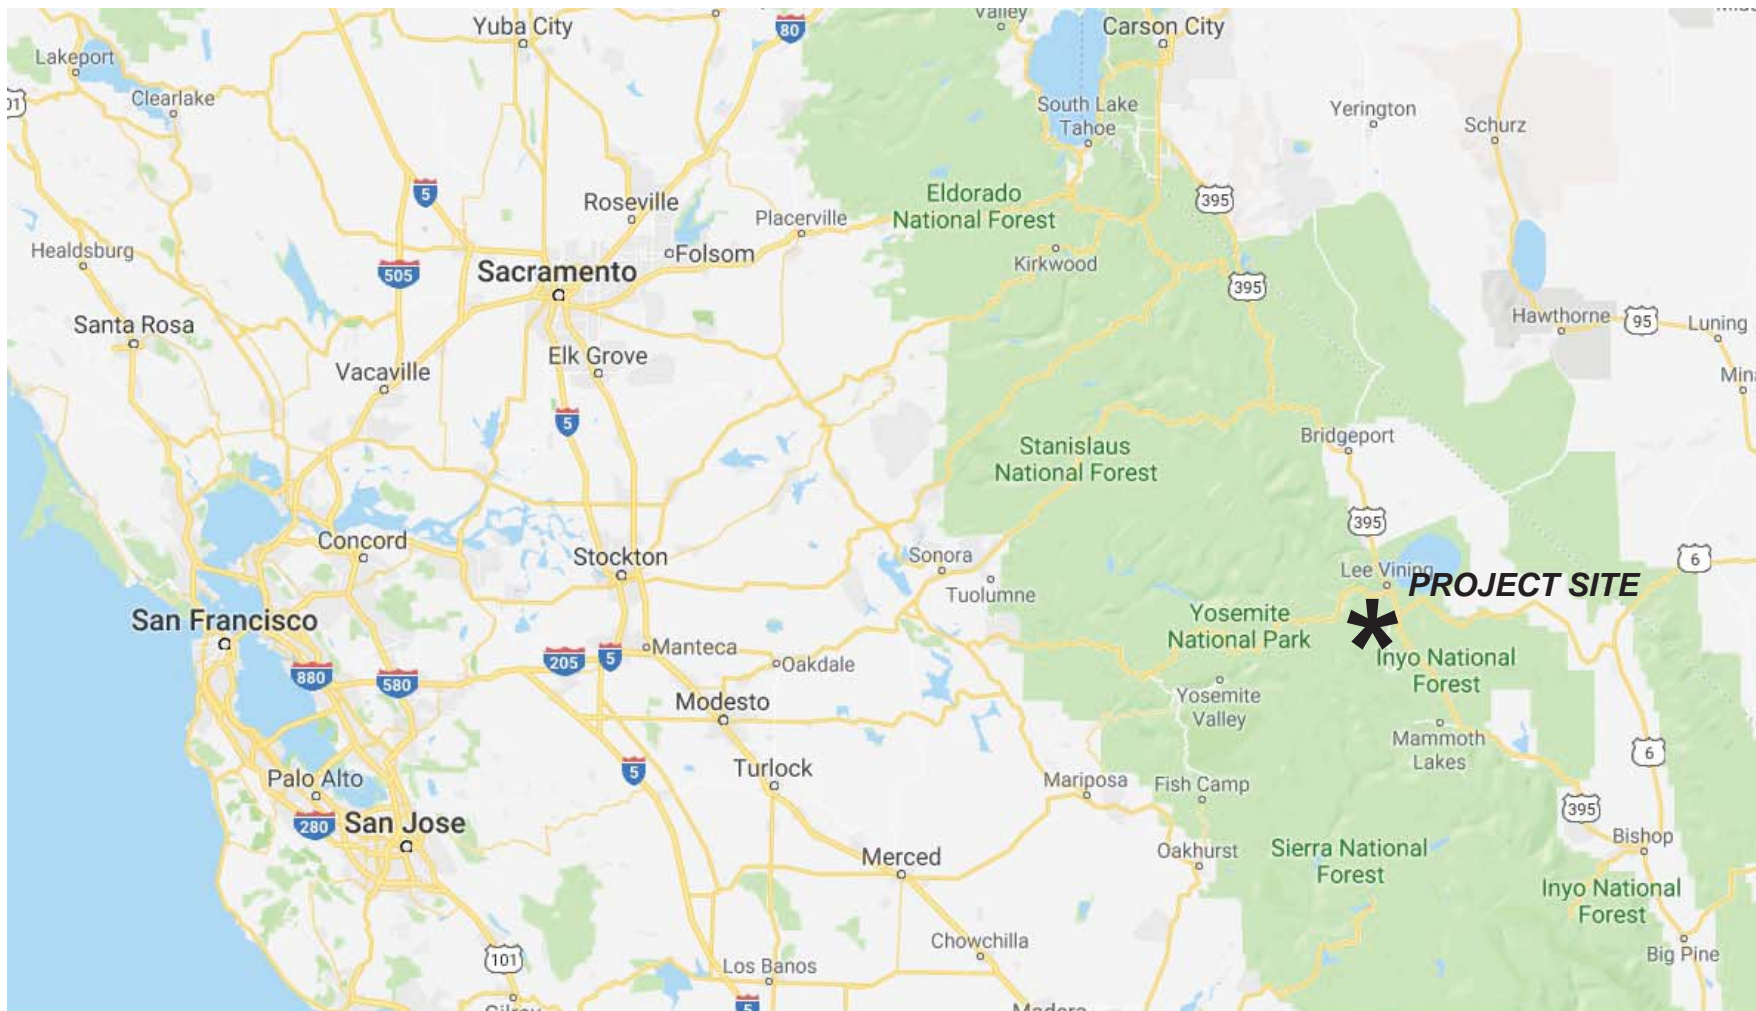 Yuba City
80
Valley
Carson City
Lakeport
Clearlake
South Lake
Tahoe
Yerington
Schurz
5
Roseville
Placerville
Eldorado
National Forest
395
Healdsburg
Folsom
Kirkwood
505
Sacramento
395
Santa Rosa
Hawthorne
95
Luning
Elk Grove
Vacaville
5
Bridgeport
Stanislaus
National Forest
395
Concord
Stockton
Sonora
Tuolumne
Lee Vining
6
PROJECT SITE
*
San Francisco
Yosemite
National Park
Manteca
205
5
Oakdale
880
580
Inyo National
Forest
Modesto
Yosemite
Valley
Mammoth
Lakes
6
5
Turlock
Palo Alto
Mariposa
Fish Camp
395
280
San Jose
Merced
Oakhurst
Sierra National
Forest
Bishop
Inyo National
Forest
Chowchilla
101
Los Banos
Big Pine
5